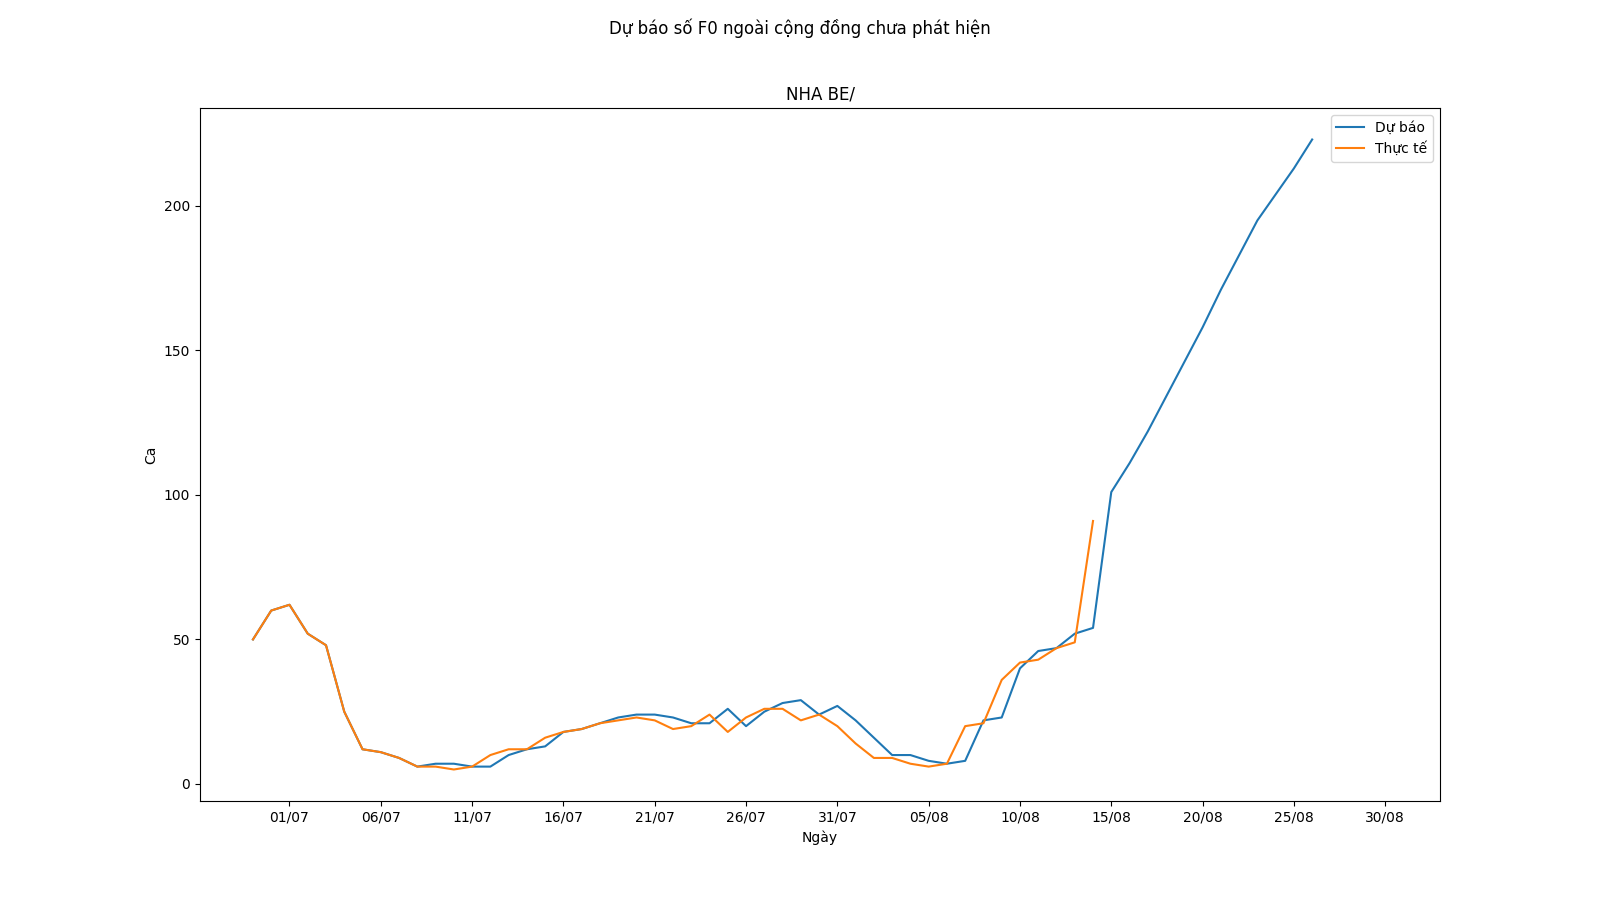 Dự báo số F0 ngoài cộng đồng chưa phát hiện
NHA BE/
Dự báo
Thực tế
200
150
100
50
0
Ca
01/07 06/07 11/07 16/07 21/07 26/07 31/07 05/08 10/08 15/08 20/08 25/08 30/08
Ngày